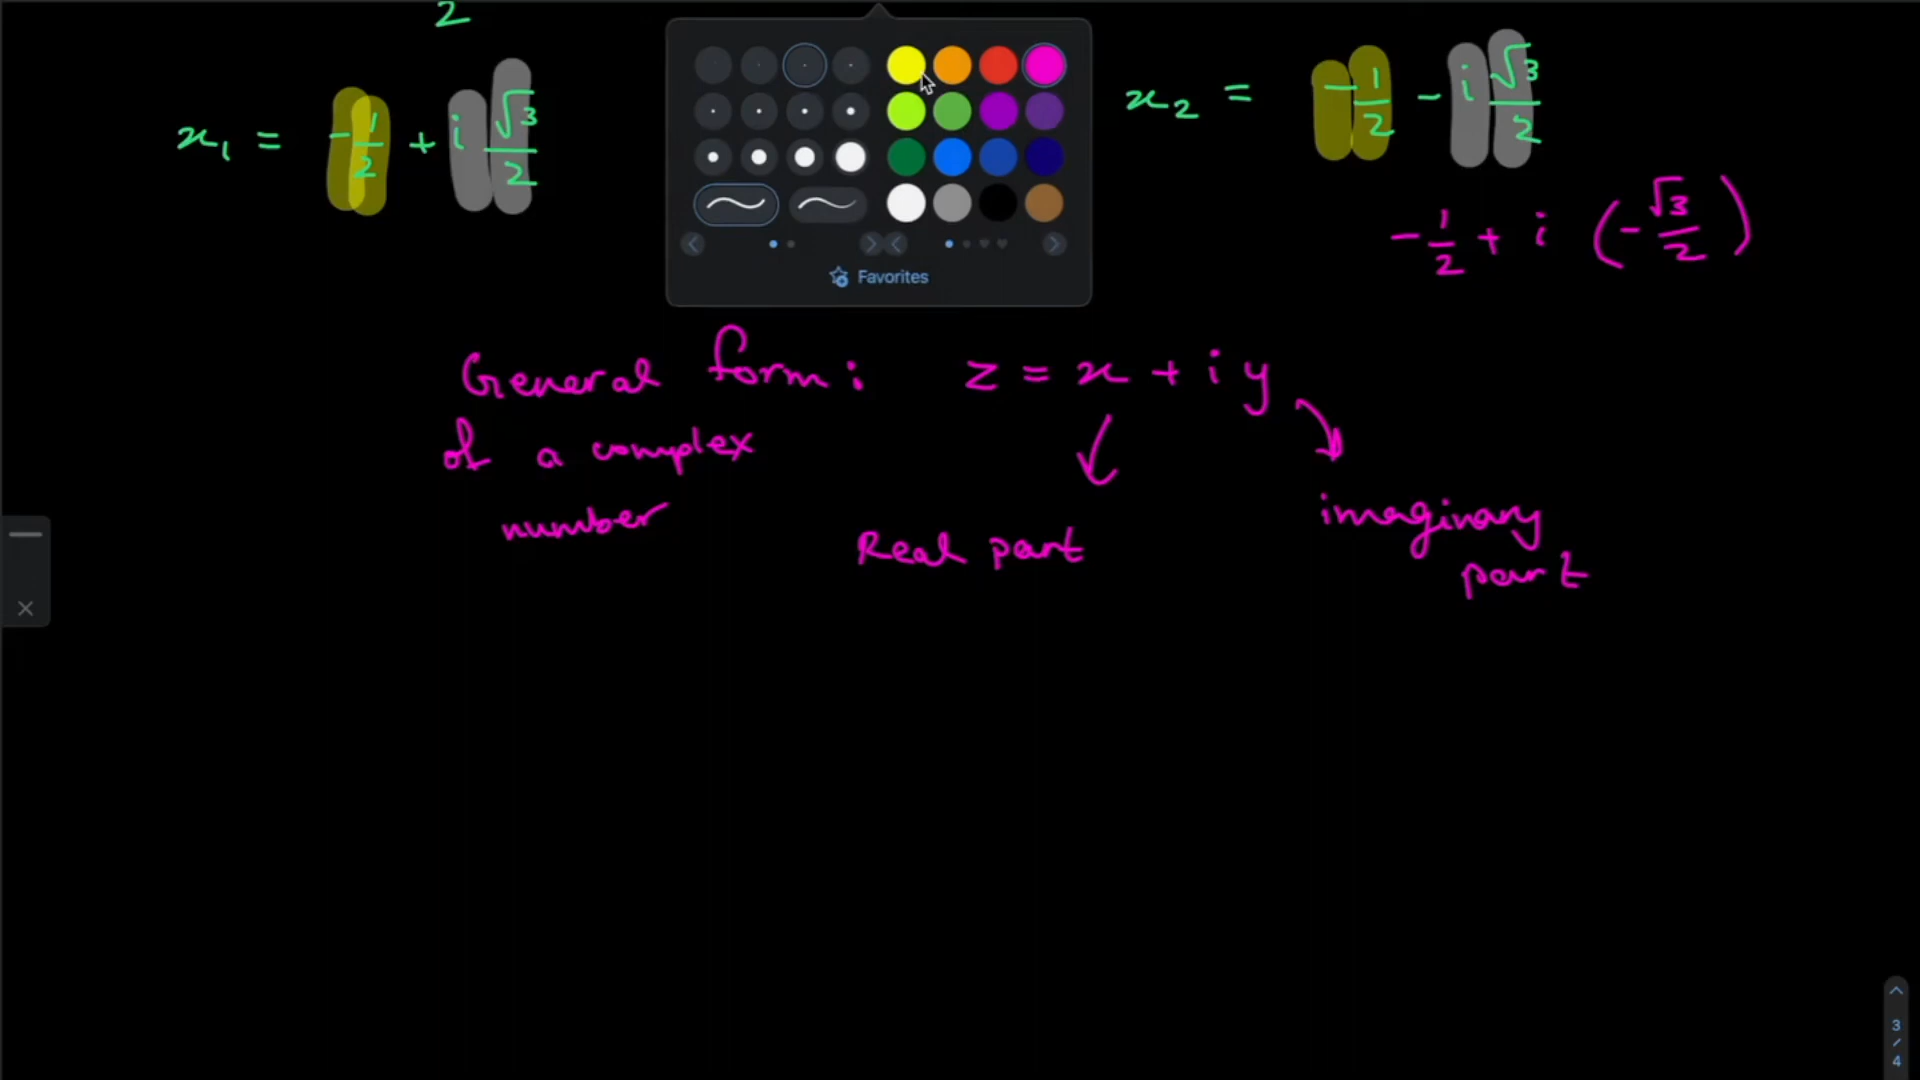 2
x₁ = -1/2 + i √3/2
x₂ = -1/2 - i √3/2
-1/2 + i (-√3/2)
Favorites
General form: z = x + i y
of a complex
number
Real part
imaginary
part
3
/
4